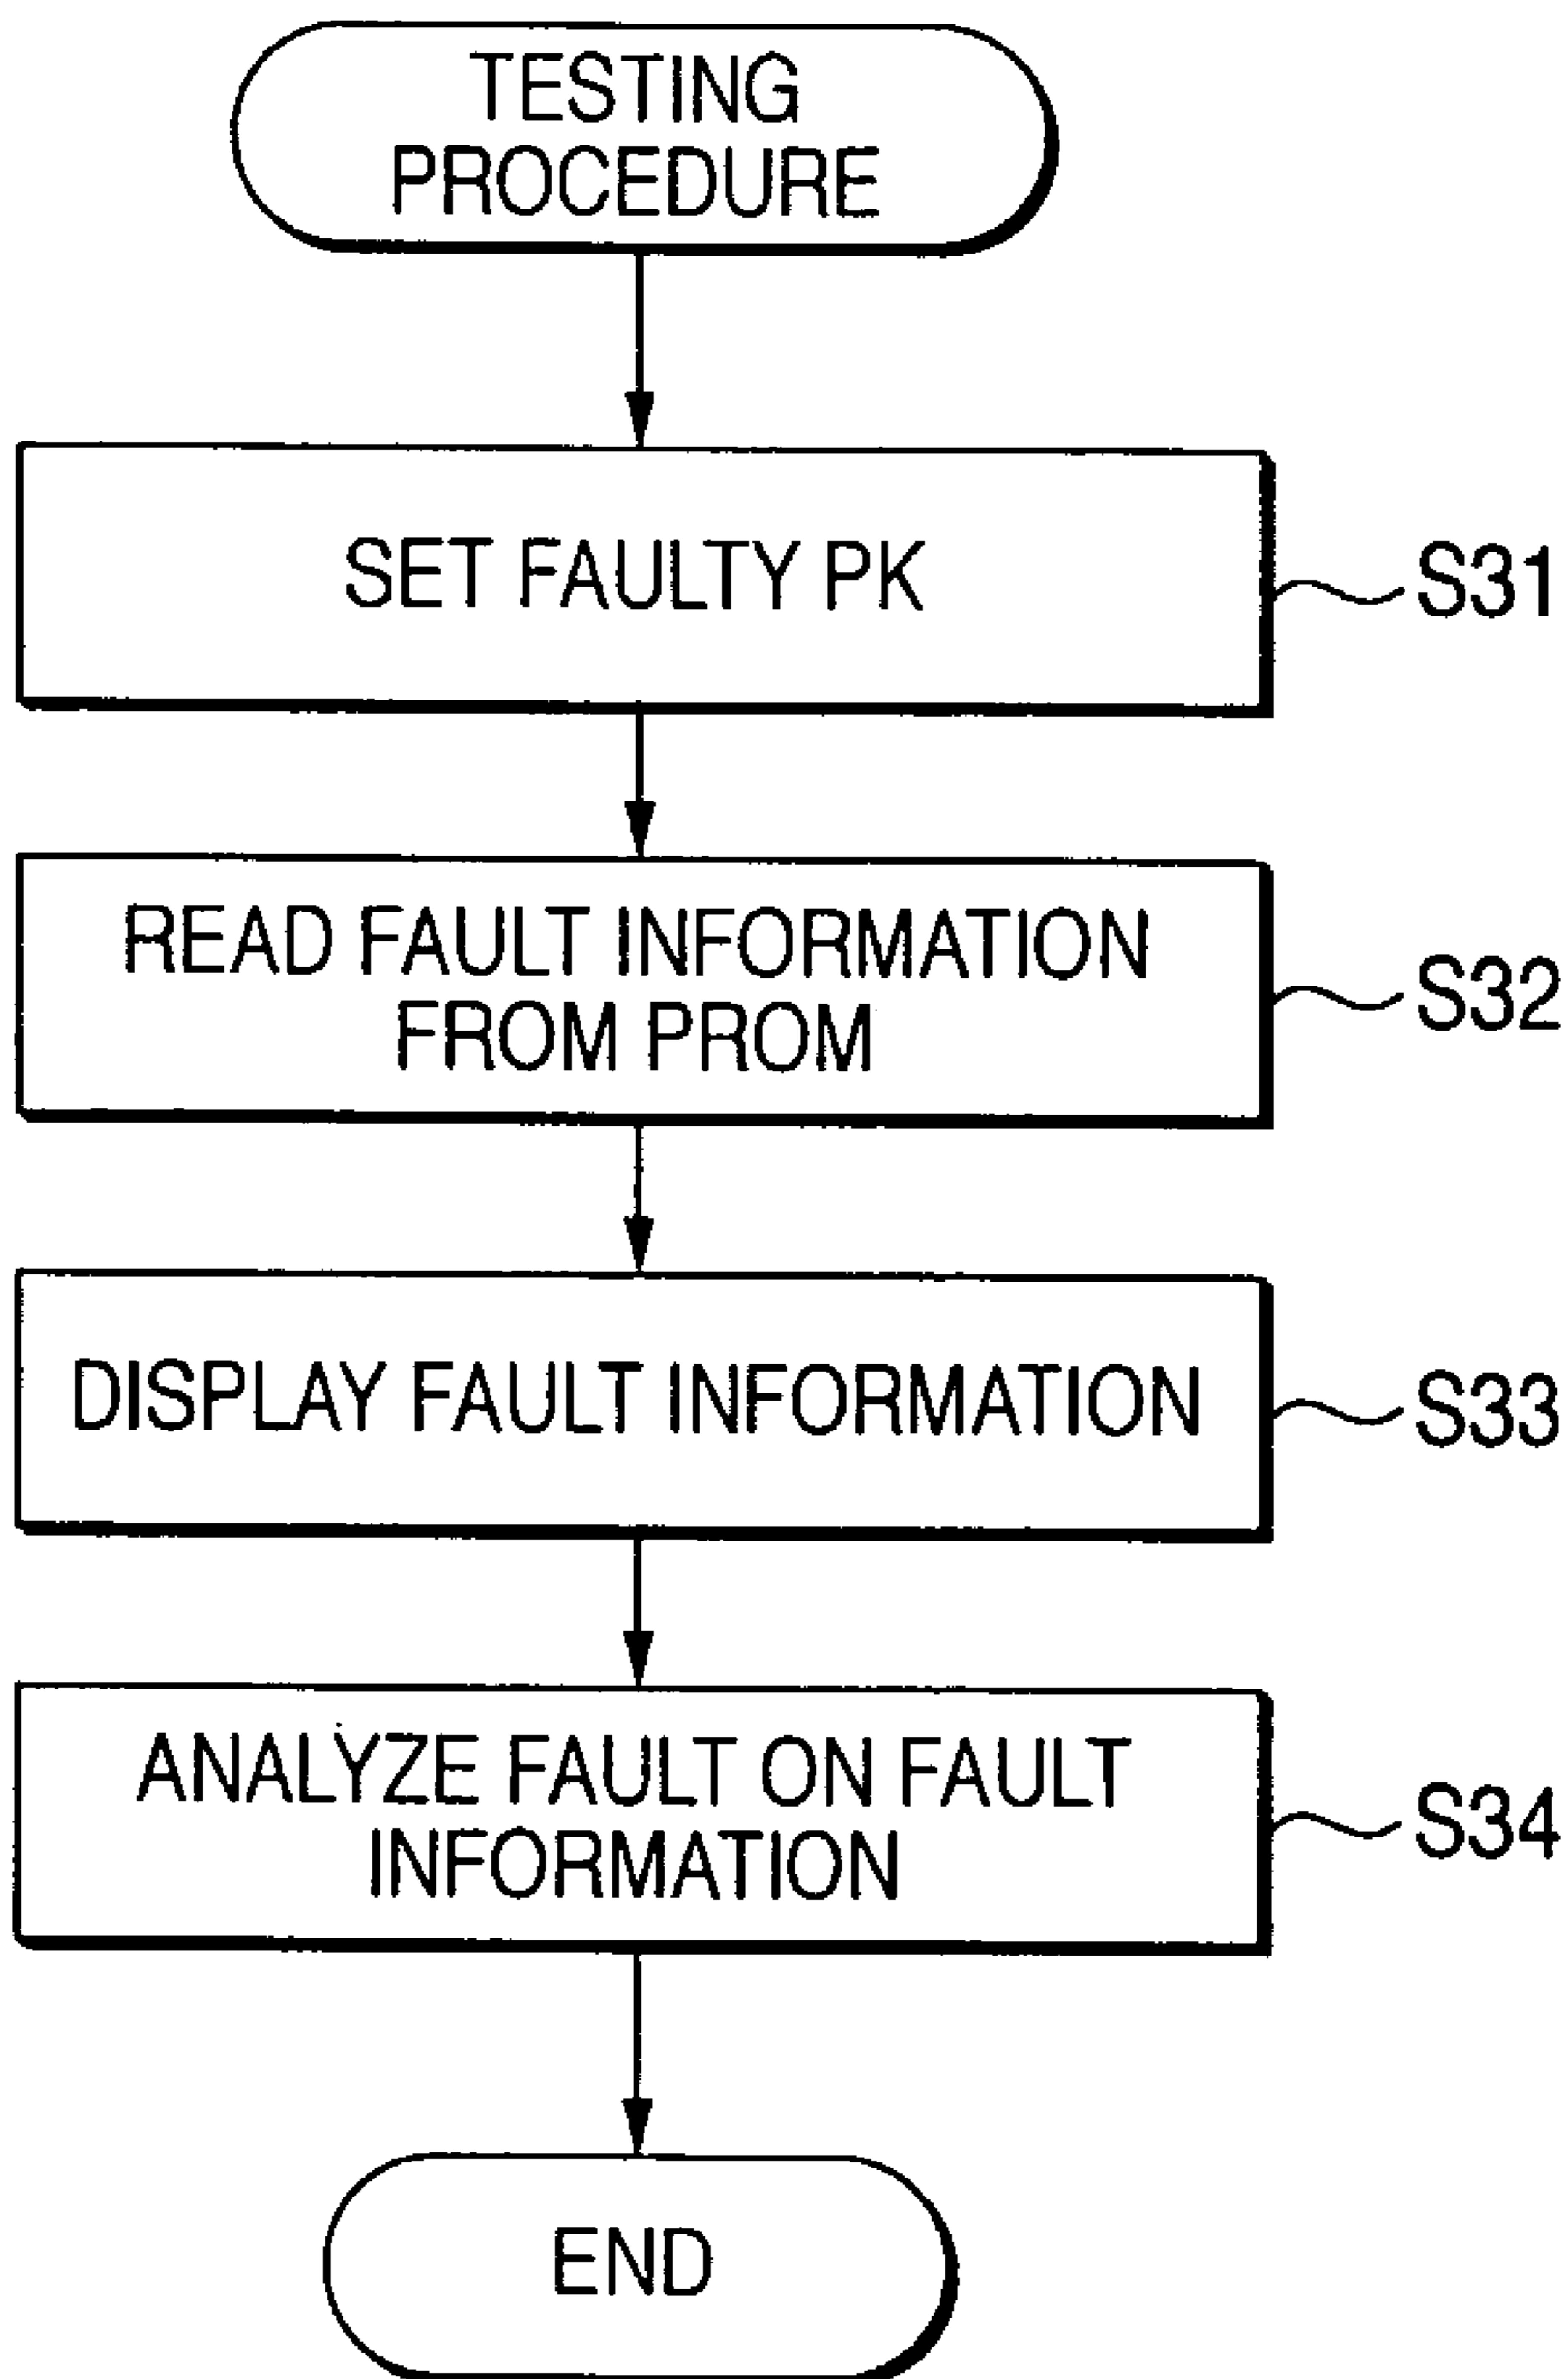 TESTING
PROCEDURE
SET FAULTY PK
S31
READ FAULT INFORMATION
FROM PROM
S32
DISPLAY FAULT INFORMATION
S33
ANALYZE FAULT ON FAULT
INFORMATION
S34
END